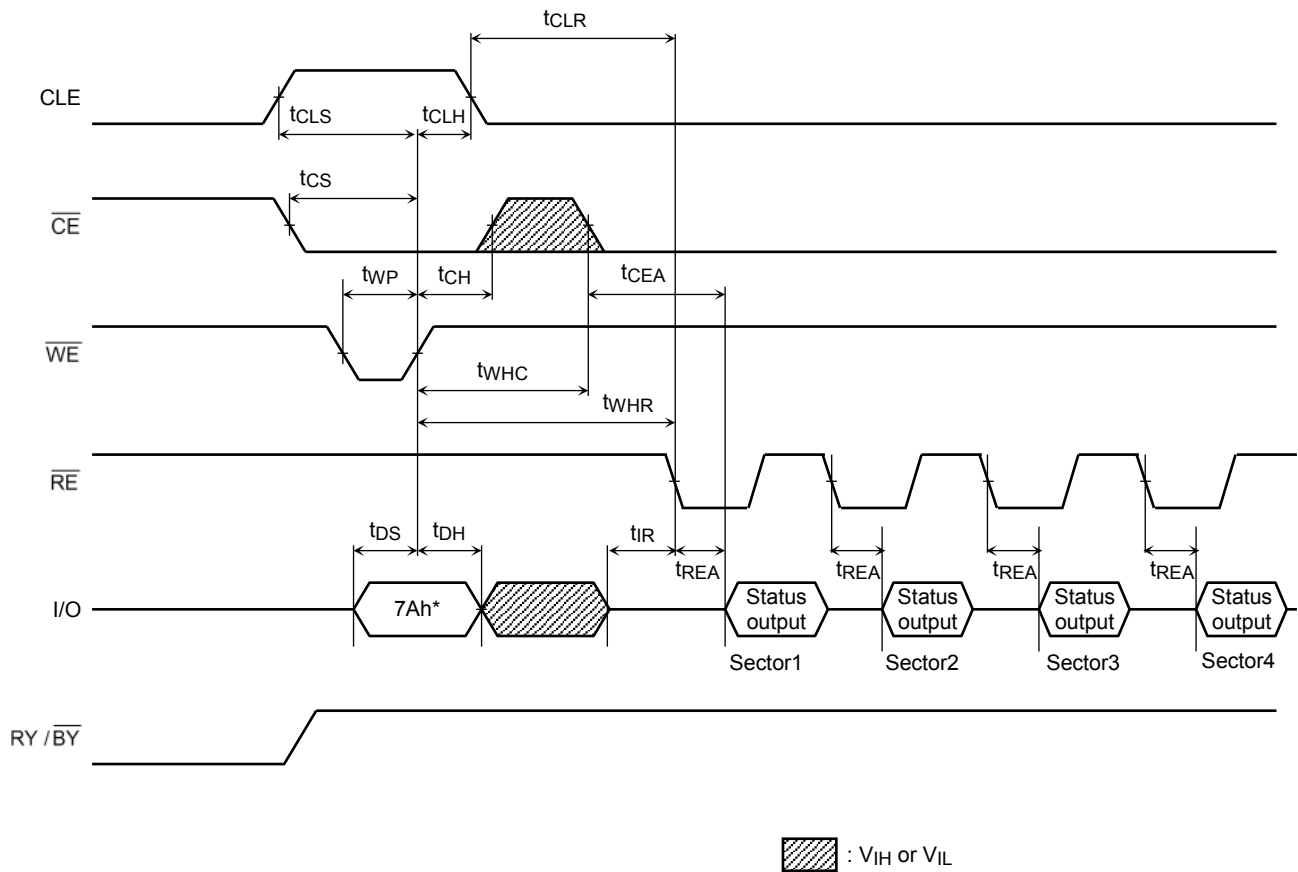 tCLR
CLE
tCLS
tCLH
tCS
CE
tWP
tCH
tCEA
WE
tWHC
tWHR
RE
tDS
tDH
tIR
tREA
tREA
tREA
tREA
I/O
7Ah*
Status
output
Status
output
Status
output
Status
output
Sector1
Sector2
Sector3
Sector4
RY /BY
: VIH or VIL